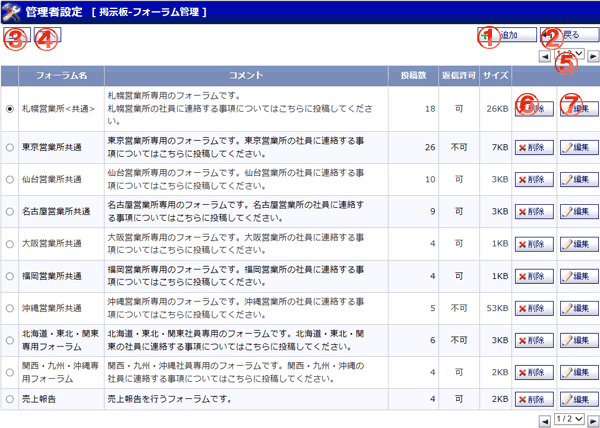 管理者設定 [ 掲示板-フォーラム管理 ]
③ ④ ① 追加 ② 戻る
⑤
フォーラム名 コメント 投稿数 返信許可 サイズ
⑥ ⑦
札幌営業所<共通> 札幌営業所専用のフォーラムです。
札幌営業所の社員に連絡する事項についてはこちらに投稿してくださ
い。 18 可 26KB 削除 編集
東京営業所共通 東京営業所専用のフォーラムです。東京営業所の社員に連絡する事
項についてはこちらに投稿してください。 26 不可 7KB 削除 編集
仙台営業所共通 仙台営業所専用のフォーラムです。仙台営業所の社員に連絡する事
項についてはこちらに投稿してください。 10 可 3KB 削除 編集
名古屋営業所共通 名古屋営業所専用のフォーラムです。名古屋営業所の社員に連絡す
る事項についてはこちらに投稿してください。 9 可 3KB 削除 編集
大阪営業所共通 大阪営業所専用のフォーラムです。大阪営業所の社員に連絡する事
項についてはこちらに投稿してください。 4 可 1KB 削除 編集
福岡営業所共通 福岡営業所専用のフォーラムです。福岡営業所の社員に連絡する事
項についてはこちらに投稿してください。 4 可 1KB 削除 編集
沖縄営業所共通 沖縄営業所専用のフォーラムです。沖縄営業所の社員に連絡する事
項についてはこちらに投稿してください。 5 不可 53KB 削除 編集
北海道・東北・関東
専用フォーラム 北海道・東北・関東社員専用のフォーラムです。北海道・東北・関
東の社員に連絡する事項についてはこちらに投稿してください。 6 不可 3KB 削除 編集
関西・九州・沖縄専
用フォーラム 関西・九州・沖縄社員専用のフォーラムです。関西・九州・沖縄の
社員に連絡する事項についてはこちらに投稿してください。 4 可 2KB 削除 編集
売上報告 売上報告を行うフォーラムです。 4 可 2KB 削除 編集
1 / 2